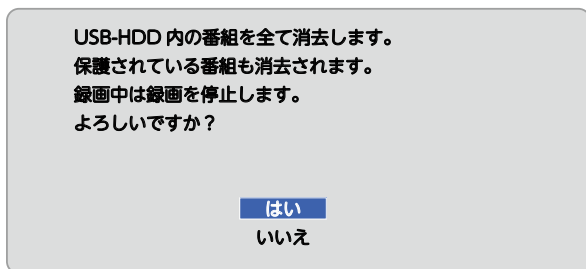 USB-HDD 内の番組を全て消去します。
保護されている番組も消去されます。
録画中は録画を停止します。
よろしいですか？
はい
いいえ